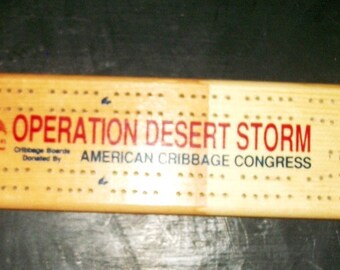 OPERATION DESERT STORM
Cribbage Boards
Donated By
AMERICAN CRIBBAGE CONGRESS